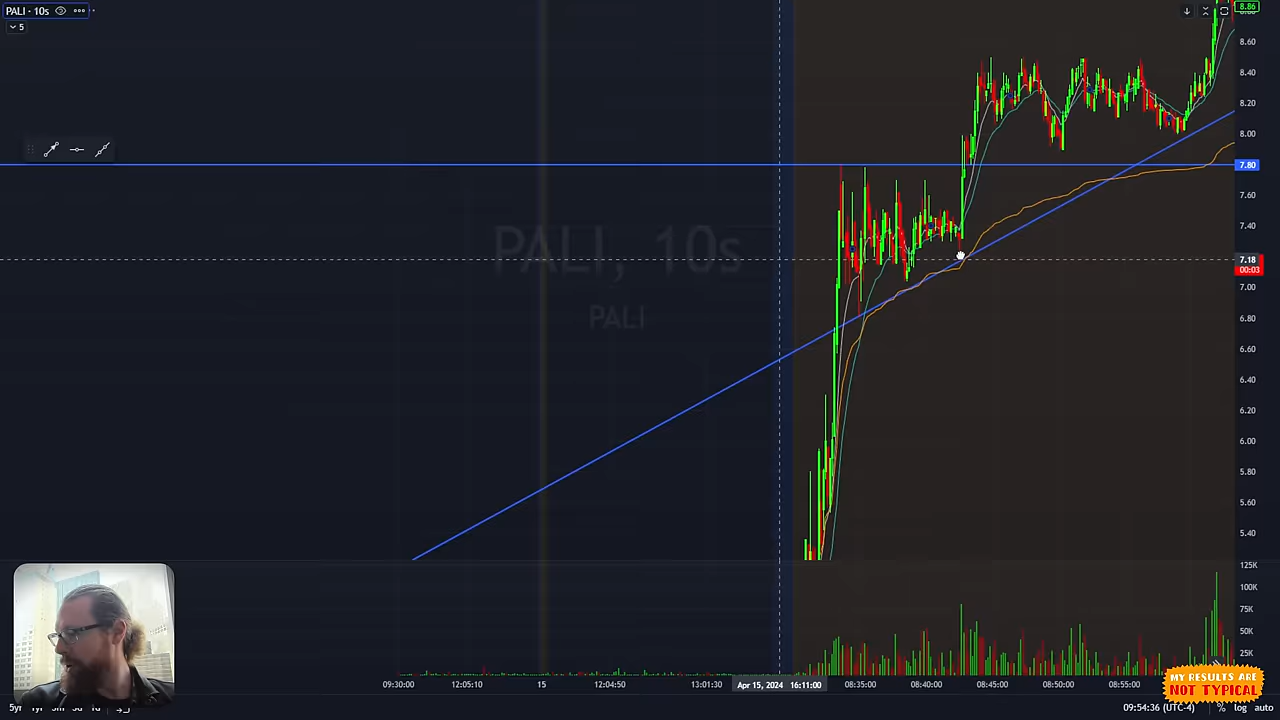 PALI · 10s
5
8.86
8.60
8.40
8.20
8.00
7.80
7.60
7.40
7.18
00:03
7.00
6.80
6.60
6.40
6.20
6.00
5.80
5.60
5.40
PALI, 10s
PALI
125K
100K
75K
50K
25K
09:30:00 12:05:10 15 12:04:50 13:01:30 Apr 15, 2024 16:11:00 08:35:00 08:40:00 08:45:00 08:50:00 08:55:00
MY RESULTS ARE
NOT TYPICAL
5yr 1yr 09:54:36 (UTC-4) % log auto